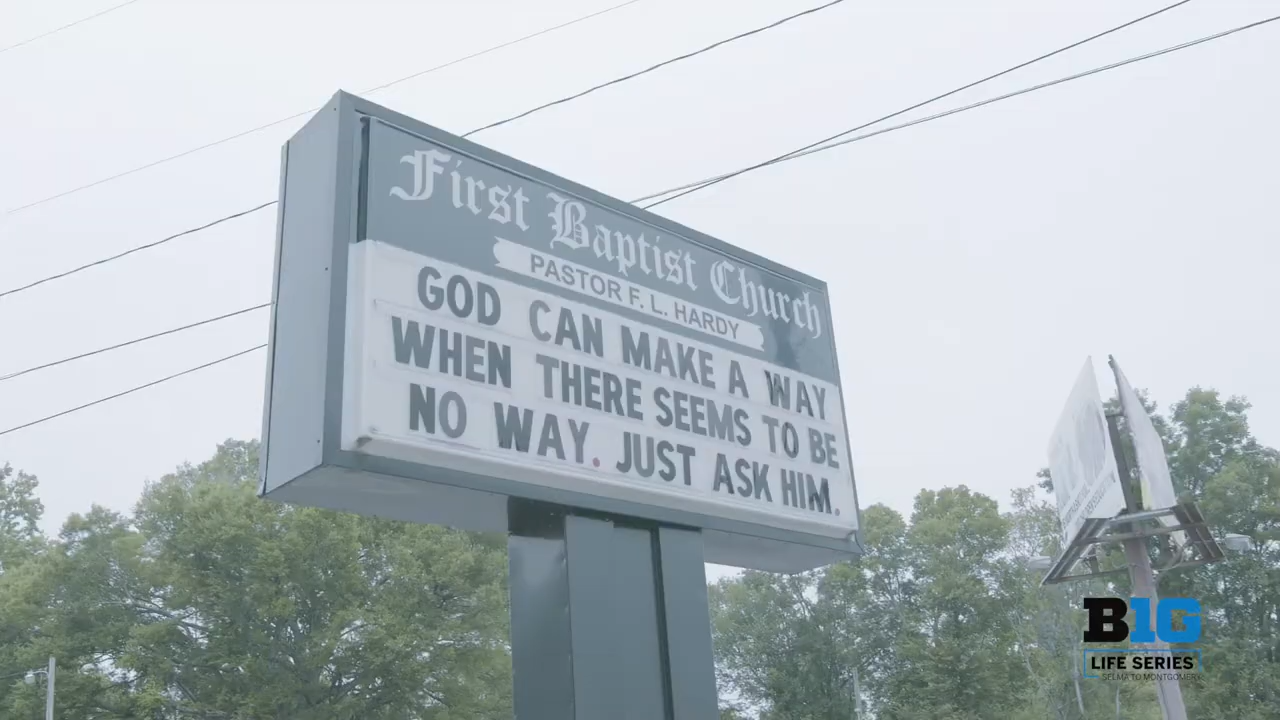 First Baptist Church
PASTOR F. L. HARDY
GOD CAN MAKE A WAY
WHEN THERE SEEMS TO BE
NO WAY. JUST ASK HIM.
B1G
LIFE SERIES
SELMA TO MONTGOMERY